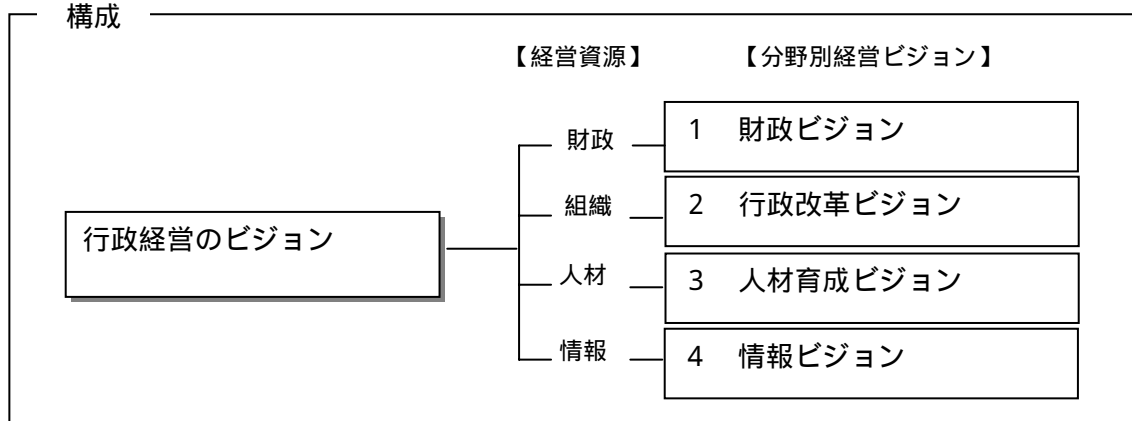 構成
【経営資源】 【分野別経営ビジョン】
財政 1 財政ビジョン
組織 2 行政改革ビジョン
行政経営のビジョン
人材 3 人材育成ビジョン
情報 4 情報ビジョン